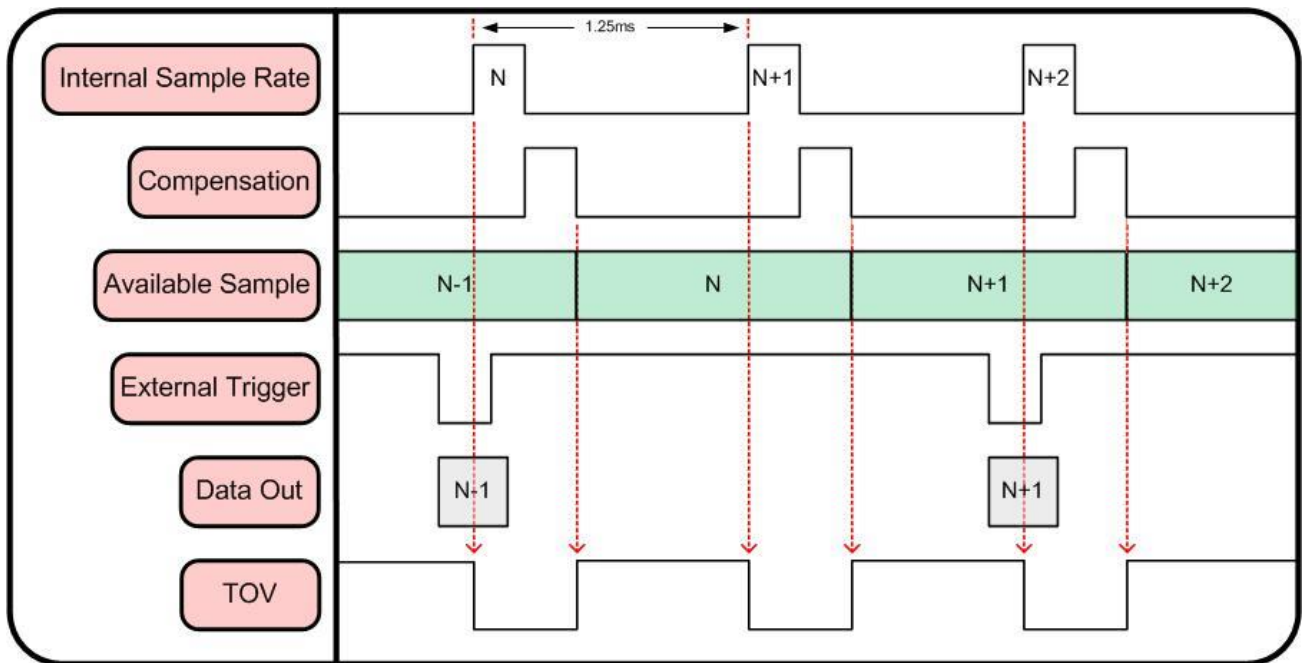 1.25ms
Internal Sample Rate
N
N+1
N+2
Compensation
Available Sample
N-1
N
N+1
N+2
External Trigger
Data Out
N-1
N+1
TOV